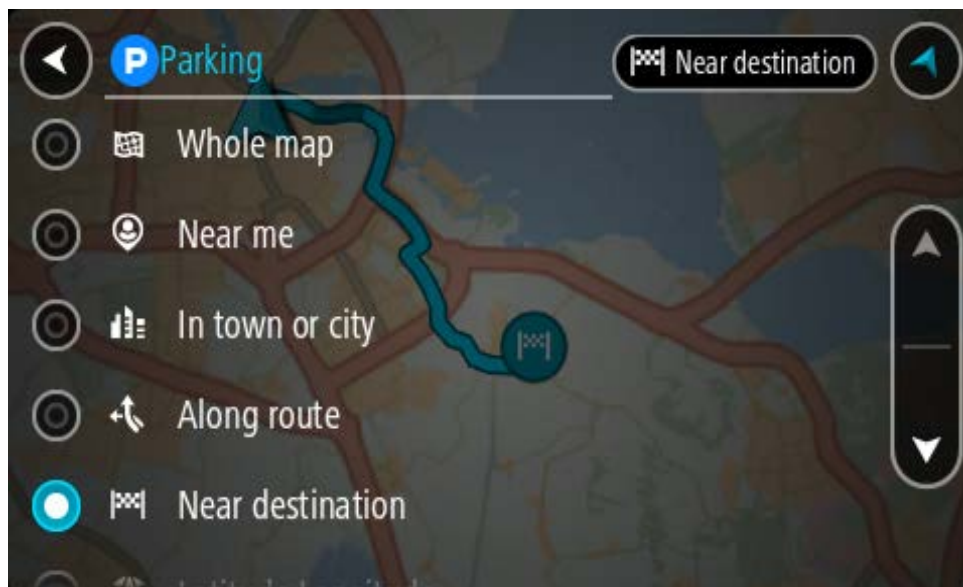 P Parking
Near destination
Whole map
Near me
In town or city
Along route
Near destination